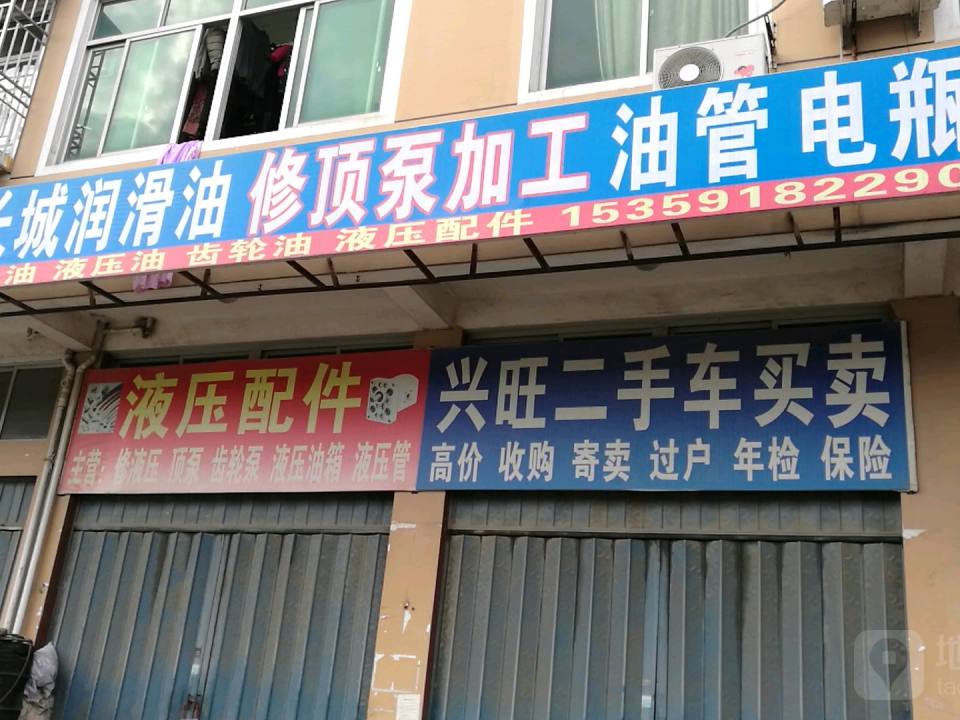 长城润滑油 修顶泵加工 油管 电瓶
油 液压油 齿轮油 液压配件 15359182290
液压配件
主营：修液压 顶泵 齿轮泵 液压油箱 液压管
兴旺二手车买卖
高价 收购 寄卖 过户 年检 保险